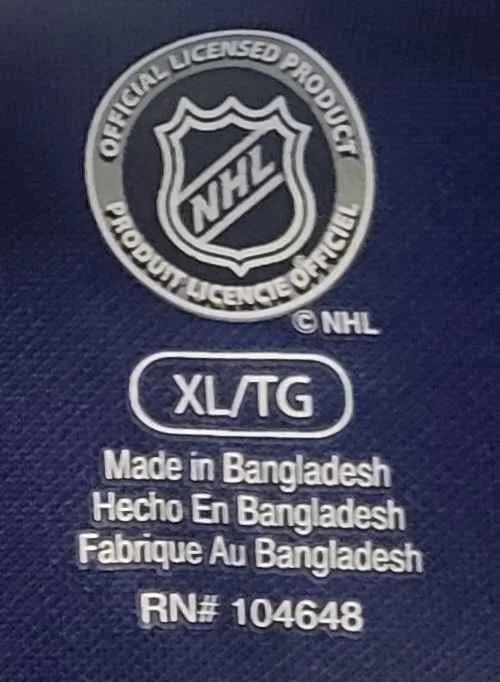 OFFICIAL LICENSED PRODUCT
NHL
PRODUIT LICENCIE OFFICIEL
© NHL
XL/TG
Made in Bangladesh
Hecho En Bangladesh
Fabrique Au Bangladesh
RN# 104648